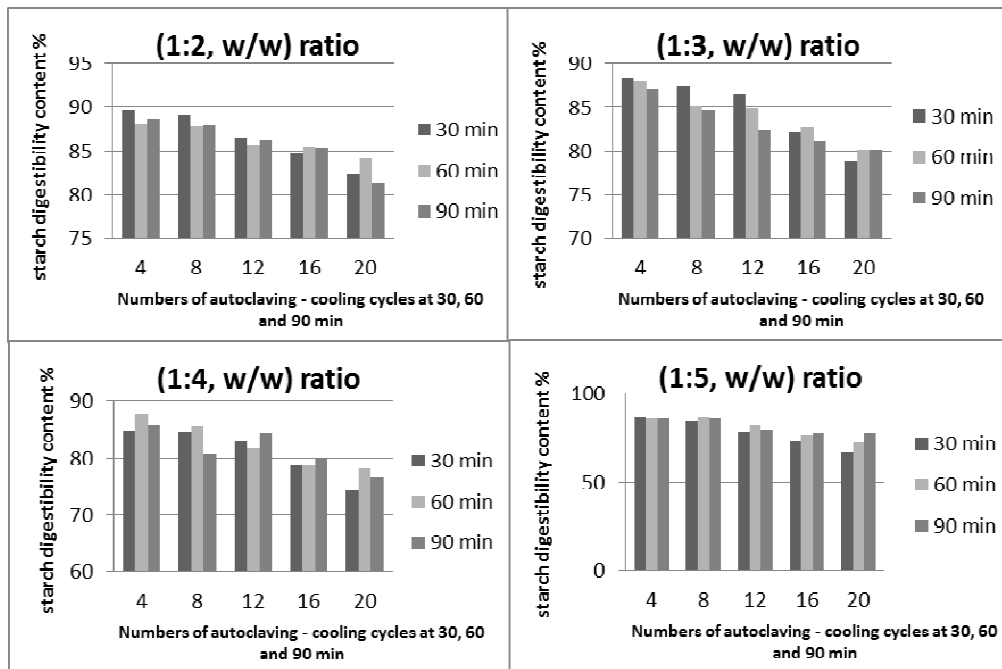 (1:2, w/w) ratio
starch digestibility content %
95
90
85
80
75
4 8 12 16 20
30 min
60 min
90 min
Numbers of autoclaving - cooling cycles at 30, 60
and 90 min
(1:3, w/w) ratio
starch digestibility content %
90
85
80
75
70
4 8 12 16 20
30 min
60 min
90 min
Numbers of autoclaving - cooling cycles at 30, 60
and 90 min
(1:4, w/w) ratio
starch digestibility content %
90
80
70
60
4 8 12 16 20
30 min
60 min
90 min
Numbers of autoclaving - cooling cycles at 30, 60
and 90 min
(1:5, w/w) ratio
starch digestibility content %
100
50
0
4 8 12 16 20
30 min
60 min
90 min
Numbers of autoclaving - cooling cycles at 30, 60
and 90 min